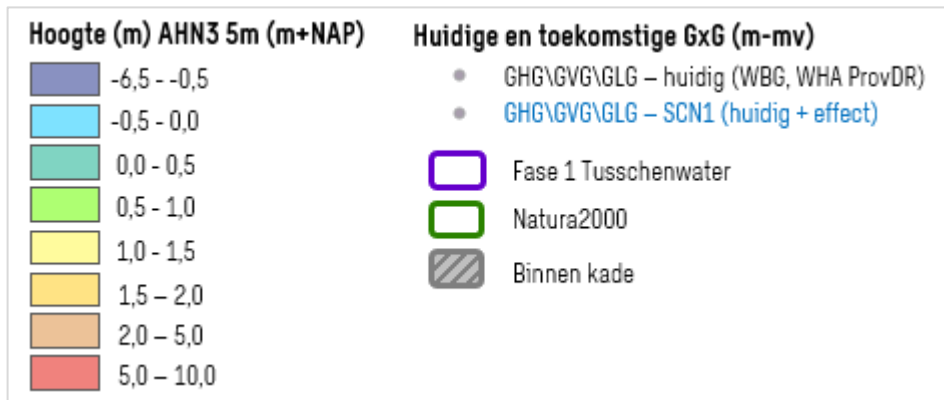 Hoogte (m) AHN3 5m (m+NAP)
-6,5 - -0,5
-0,5 - 0,0
0,0 - 0,5
0,5 - 1,0
1,0 - 1,5
1,5 – 2,0
2,0 – 5,0
5,0 – 10,0
Huidige en toekomstige GxG (m-mv)
GHG\GVG\GLG – huidig (WBG, WHA ProvDR)
GHG\GVG\GLG – SCN1 (huidig + effect)
Fase 1 Tusschenwater
Natura2000
Binnen kade